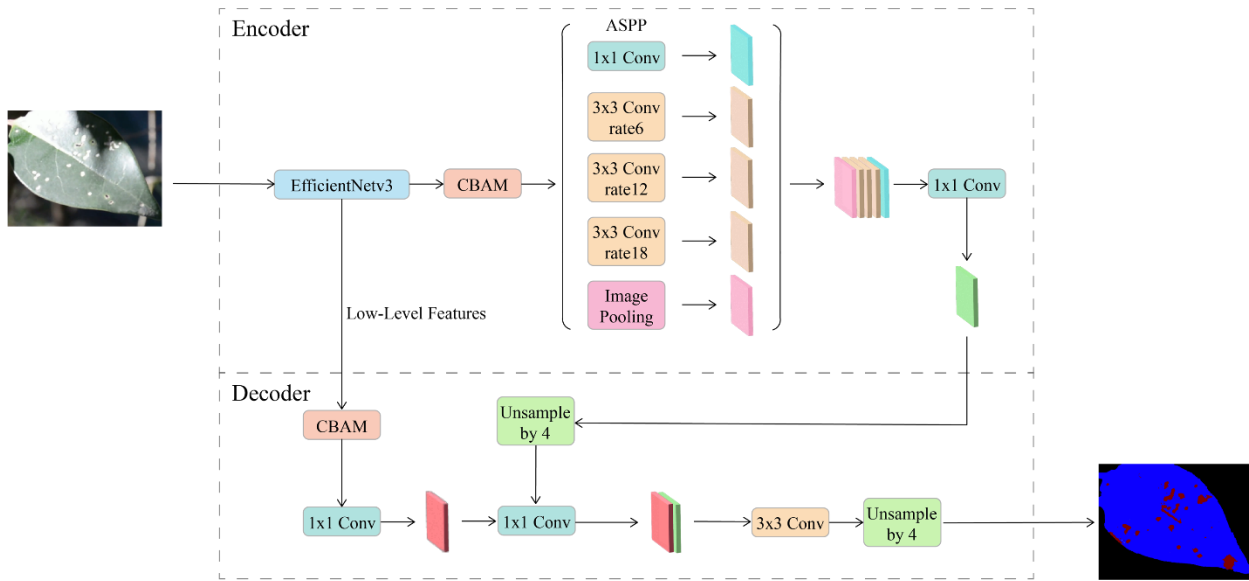 Encoder
ASPP
1x1 Conv
3x3 Conv
rate6
EfficientNetv3
CBAM
3x3 Conv
rate12
1x1 Conv
3x3 Conv
rate18
Image
Pooling
Low-Level Features
Decoder
CBAM
Unsample
by 4
1x1 Conv
1x1 Conv
3x3 Conv
Unsample
by 4